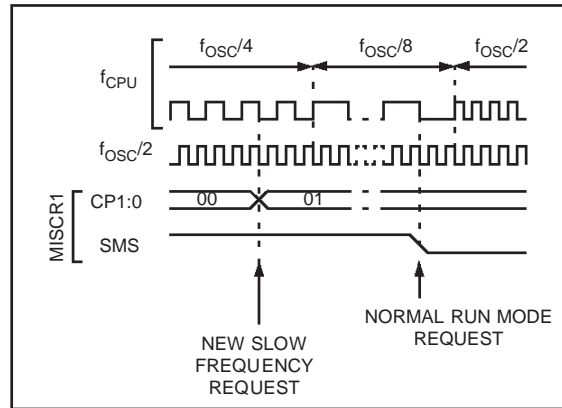 fOSC/4 fOSC/8 fOSC/2
fCPU
fOSC/2
MISCR1
CP1:0 00 01
SMS
NEW SLOW
FREQUENCY
REQUEST
NORMAL RUN MODE
REQUEST